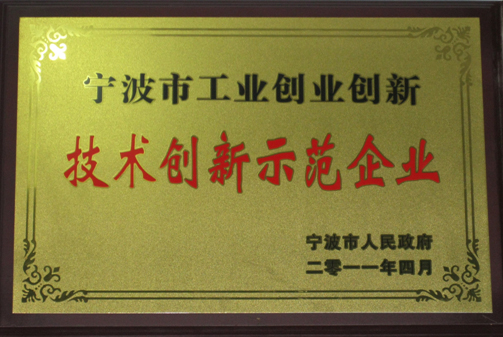 宁波市工业创业创新
技术创新示范企业
宁波市人民政府
二零一一年四月